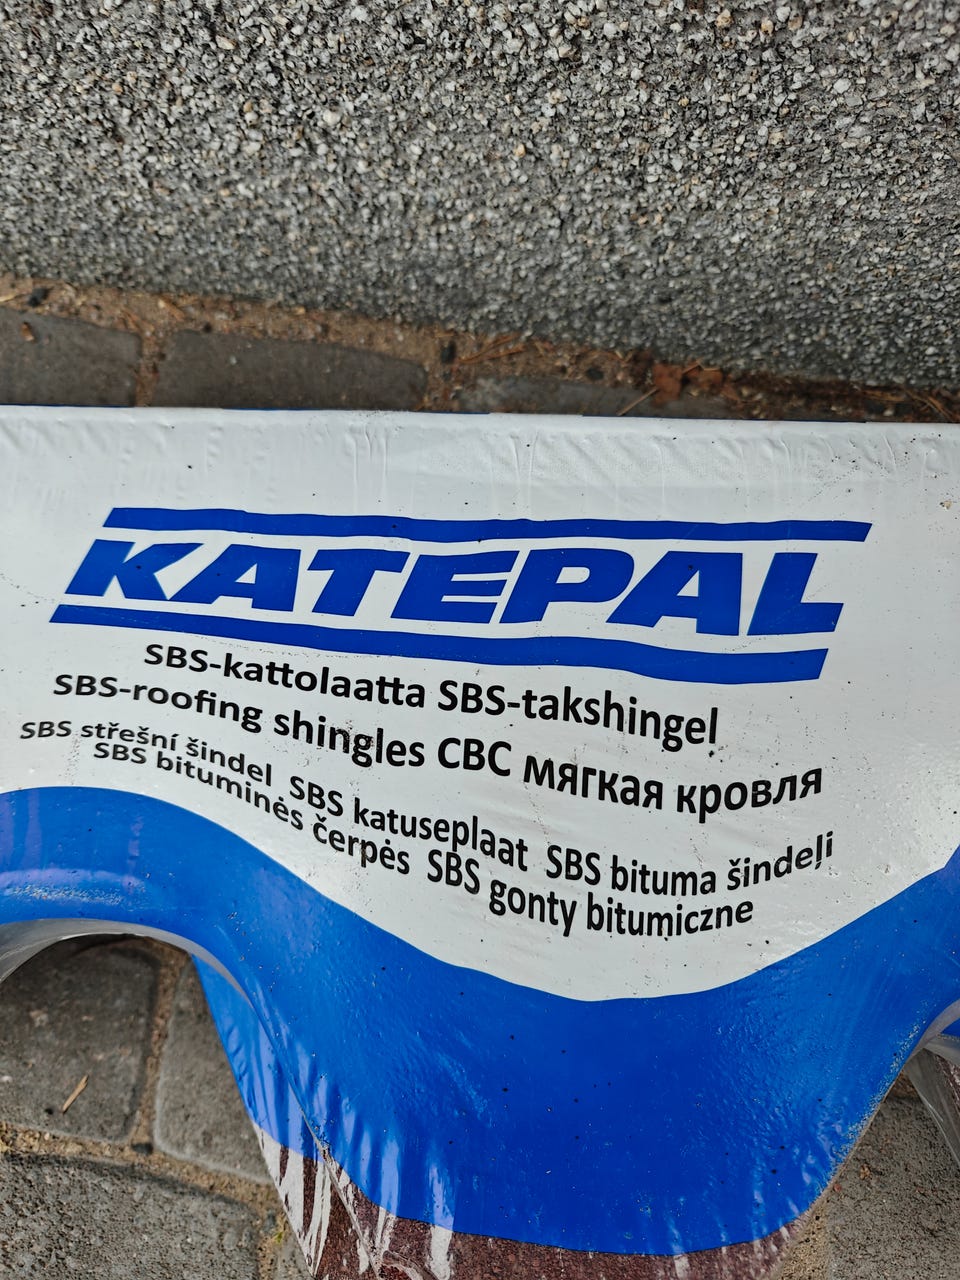 KATEPAL
SBS-kattolaatta SBS-takshingel
SBS-roofing shingles СБС мягкая кровля
SBS střešní šindel SBS katuseplaat SBS bituma šindeļi
SBS bituminės čerpės SBS gonty bitumiczne